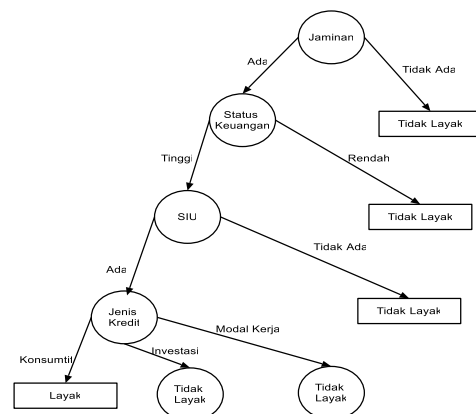 Jaminan
Ada
Tidak Ada
Status
Keuangan
Tidak Layak
Tinggi
Rendah
SIU
Tidak Layak
Ada
Tidak Ada
Jenis
Kredit
Tidak Layak
Konsumtif
Investasi
Modal Kerja
Layak
Tidak
Layak
Tidak
Layak